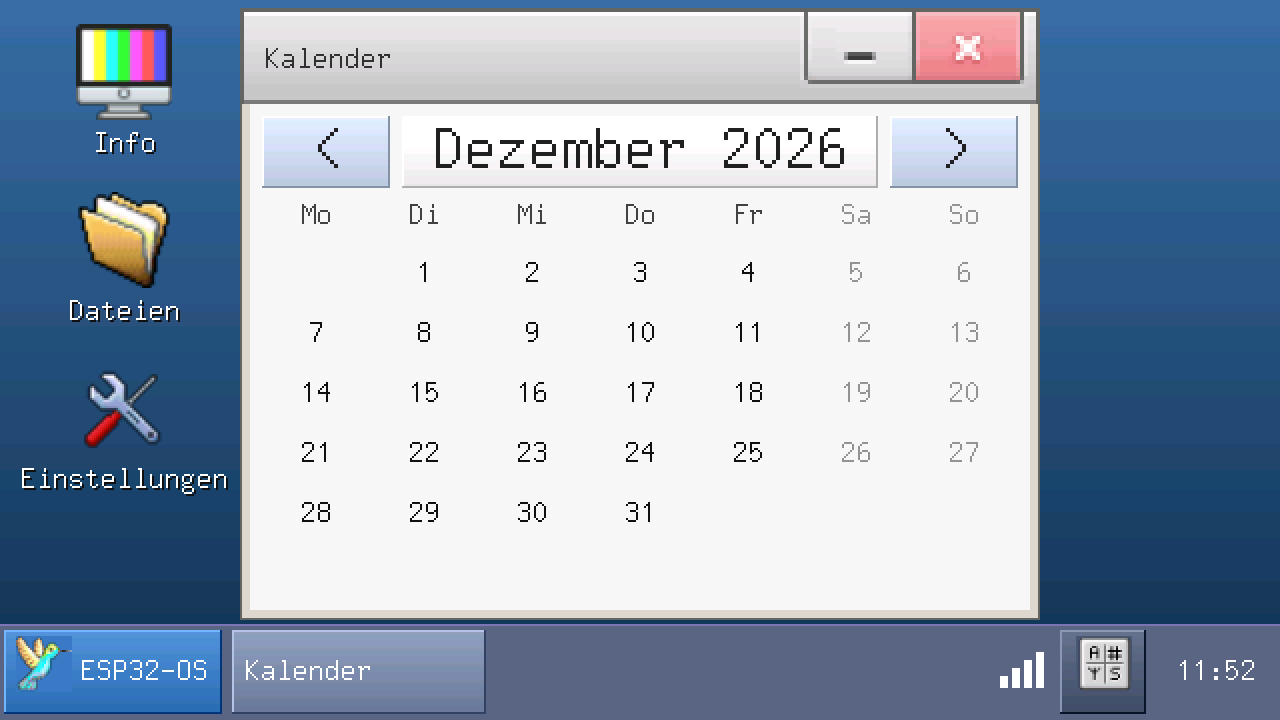 Info
Dateien
Einstellungen
Kalender
Dezember 2026
Mo Di Mi Do Fr Sa So
1 2 3 4 5 6
7 8 9 10 11 12 13
14 15 16 17 18 19 20
21 22 23 24 25 26 27
28 29 30 31
ESP32-OS
Kalender
A #
Y S
11:52